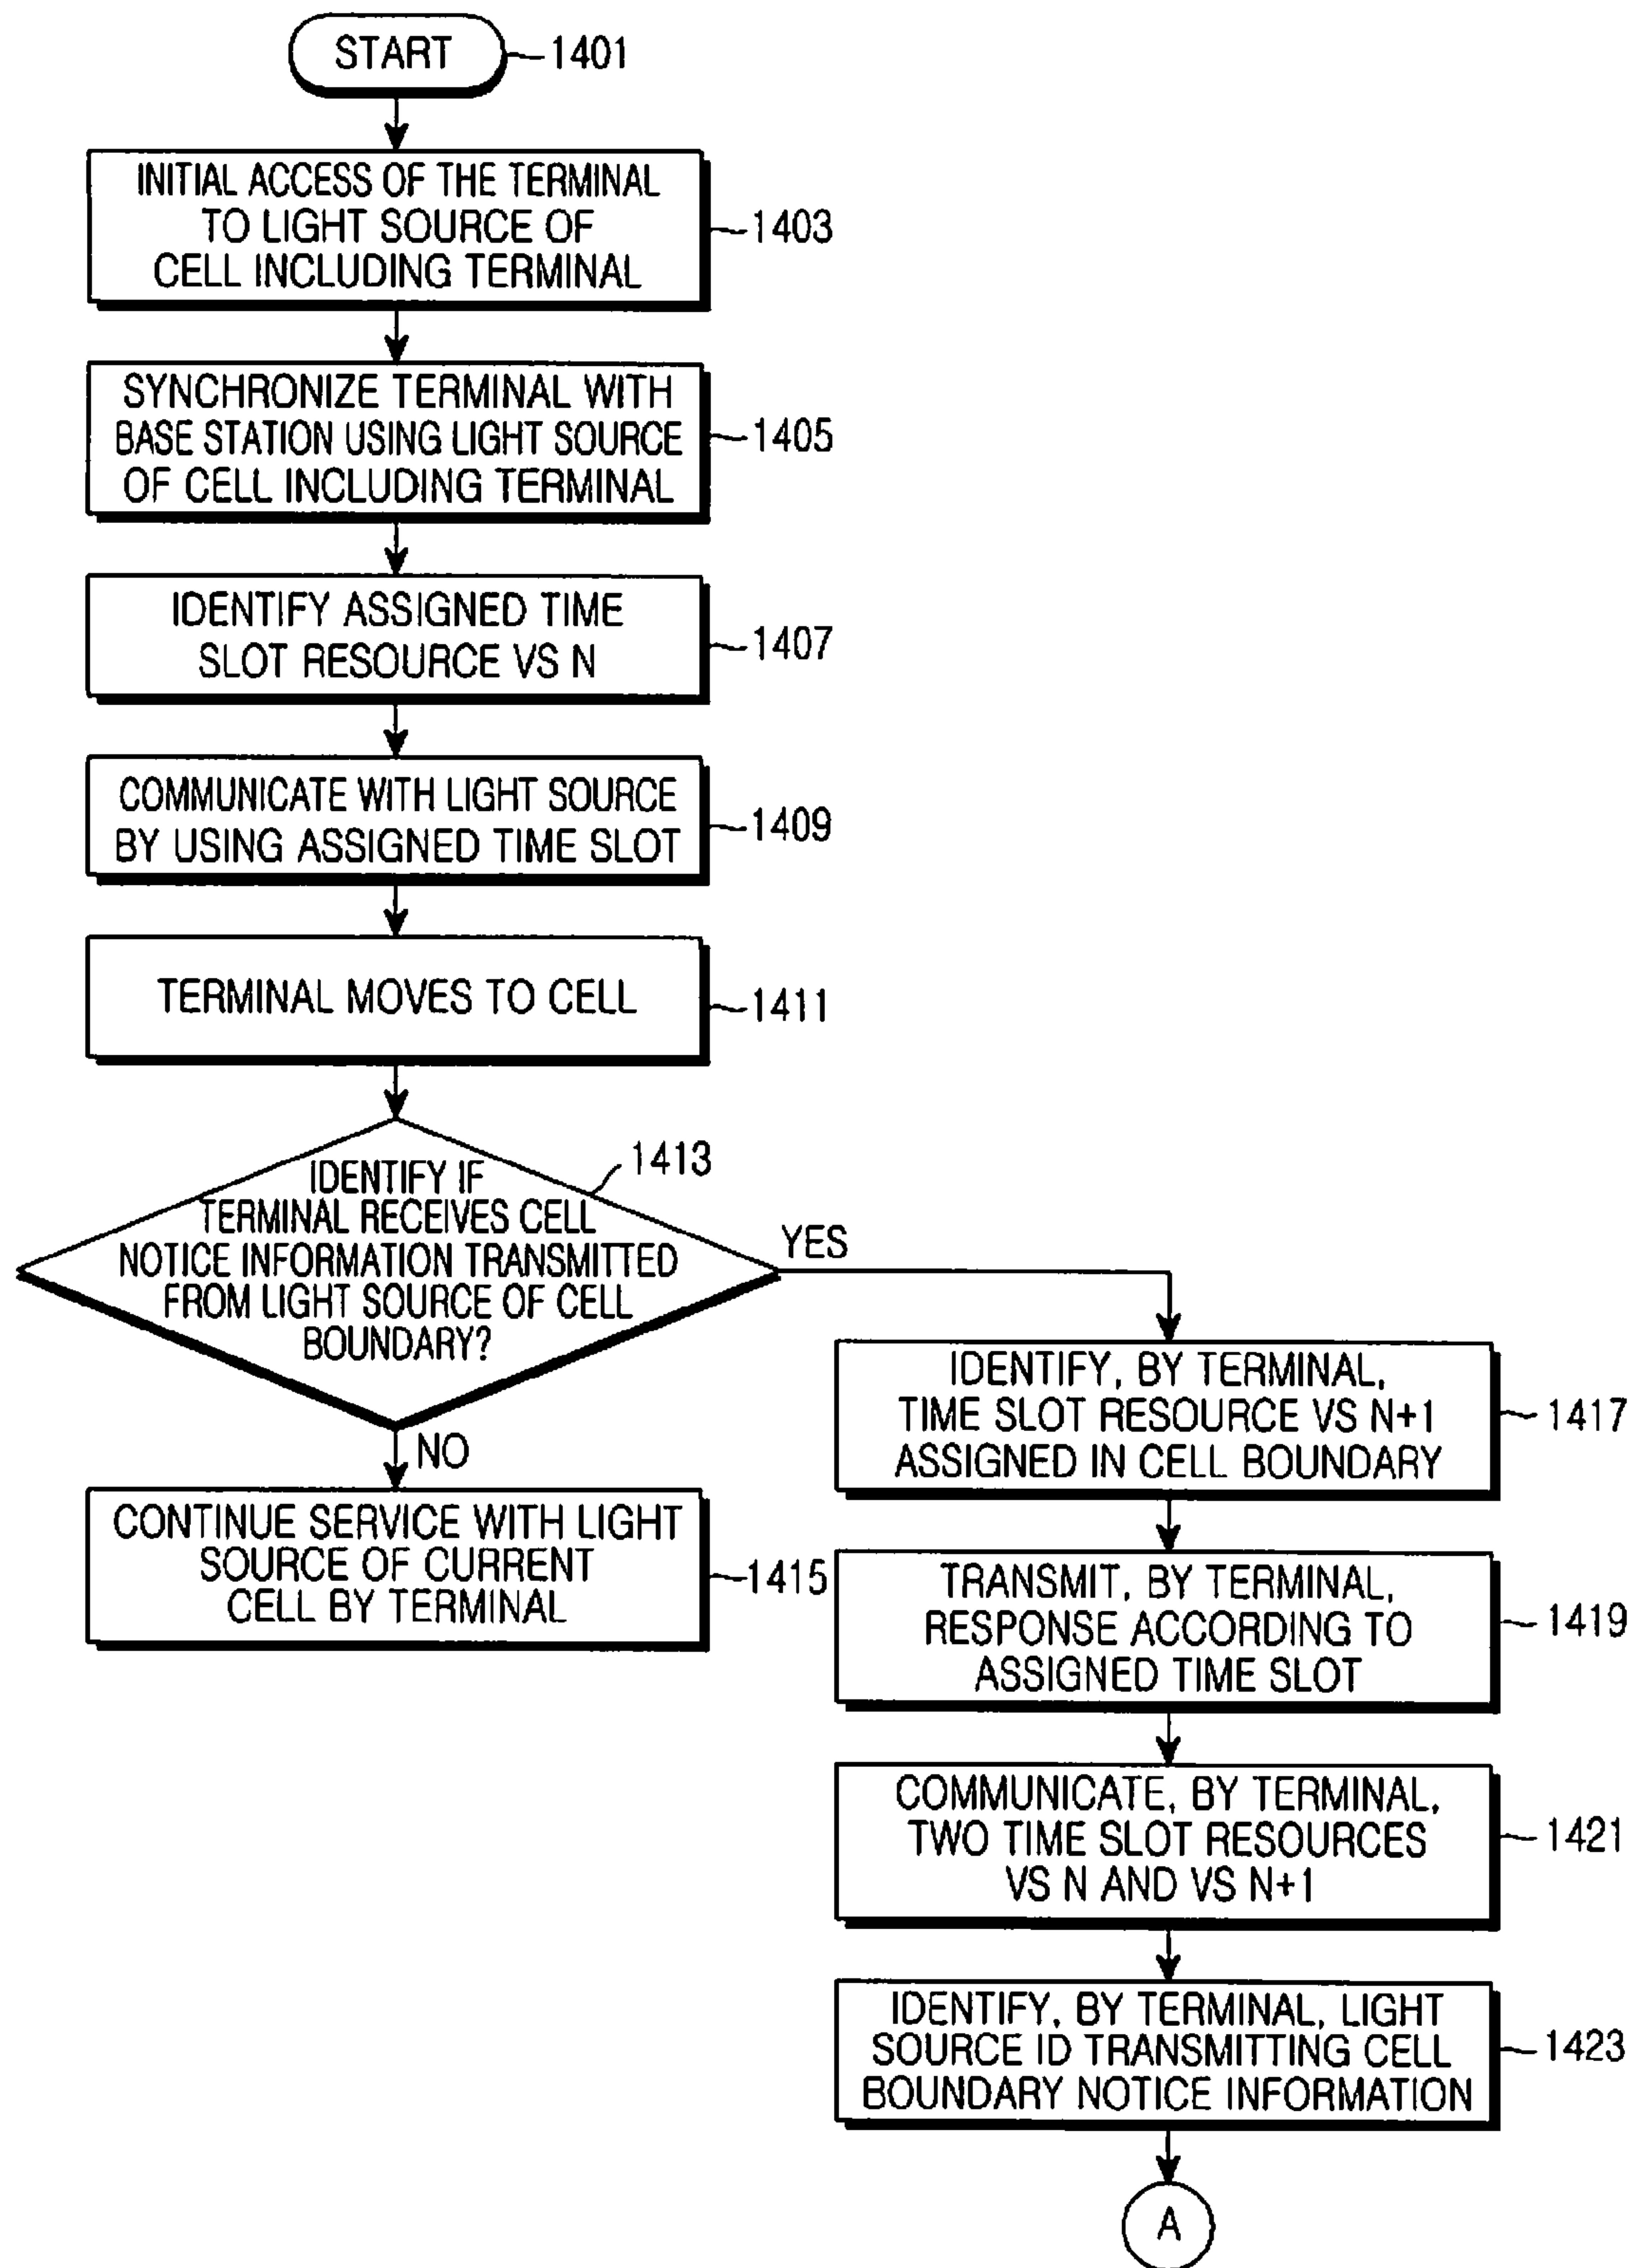 START
1401
INITIAL ACCESS OF THE TERMINAL
TO LIGHT SOURCE OF
CELL INCLUDING TERMINAL
1403
SYNCHRONIZE TERMINAL WITH
BASE STATION USING LIGHT SOURCE
OF CELL INCLUDING TERMINAL
1405
IDENTIFY ASSIGNED TIME
SLOT RESOURCE VS N
1407
COMMUNICATE WITH LIGHT SOURCE
BY USING ASSIGNED TIME SLOT
1409
TERMINAL MOVES TO CELL
1411
IDENTIFY IF
TERMINAL RECEIVES CELL
NOTICE INFORMATION TRANSMITTED
FROM LIGHT SOURCE OF CELL
BOUNDARY?
1413
YES
NO
CONTINUE SERVICE WITH LIGHT
SOURCE OF CURRENT
CELL BY TERMINAL
1415
IDENTIFY, BY TERMINAL,
TIME SLOT RESOURCE VS N+1
ASSIGNED IN CELL BOUNDARY
1417
TRANSMIT, BY TERMINAL,
RESPONSE ACCORDING TO
ASSIGNED TIME SLOT
1419
COMMUNICATE, BY TERMINAL,
TWO TIME SLOT RESOURCES
VS N AND VS N+1
1421
IDENTIFY, BY TERMINAL, LIGHT
SOURCE ID TRANSMITTING CELL
BOUNDARY NOTICE INFORMATION
1423
A